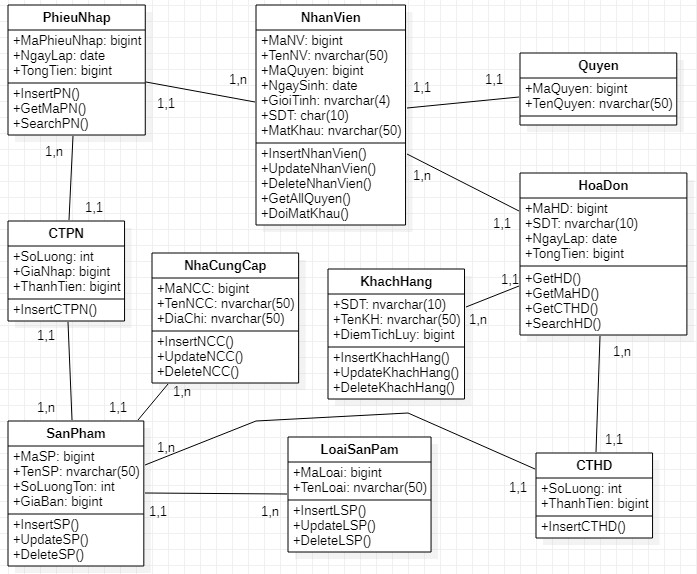 PhieuNhap
+MaPhieuNhap: bigint
+NgayLap: date
+TongTien: bigint
+InsertPN()
+GetMaPN()
+SearchPN()
1,1
1,n
1,n
NhanVien
+MaNV: bigint
+TenNV: nvarchar(50)
+MaQuyen: bigint
+NgaySinh: date
+GioiTinh: nvarchar(4)
+SDT: char(10)
+MatKhau: nvarchar(50)
+InsertNhanVien()
+UpdateNhanVien()
+DeleteNhanVien()
+GetAllQuyen()
+DoiMatKhau()
1,1
1,1
Quyen
+MaQuyen: bigint
+TenQuyen: nvarchar(50)
1,n
1,1
HoaDon
+MaHD: bigint
+SDT: nvarchar(10)
+NgayLap: date
+TongTien: bigint
+GetHD()
+GetMaHD()
+GetCTHD()
+SearchHD()
1,1
CTPN
+SoLuong: int
+GiaNhap: bigint
+ThanhTien: bigint
+InsertCTPN()
1,1
1,n
NhaCungCap
+MaNCC: bigint
+TenNCC: nvarchar(50)
+DiaChi: nvarchar(50)
+InsertNCC()
+UpdateNCC()
+DeleteNCC()
1,n
1,1
KhachHang
+SDT: nvarchar(10)
+TenKH: nvarchar(50)
+DiemTichLuy: bigint
+InsertKhachHang()
+UpdateKhachHang()
+DeleteKhachHang()
1,1
1,n
1,n
1,1
SanPham
+MaSP: bigint
+TenSP: nvarchar(50)
+SoLuongTon: int
+GiaBan: bigint
+InsertSP()
+UpdateSP()
+DeleteSP()
1,n
1,1
1,1
1,n
LoaiSanPam
+MaLoai: bigint
+TenLoai: nvarchar(50)
+InsertLSP()
+UpdateLSP()
+DeleteLSP()
CTHD
+SoLuong: int
+ThanhTien: bigint
+InsertCTHD()